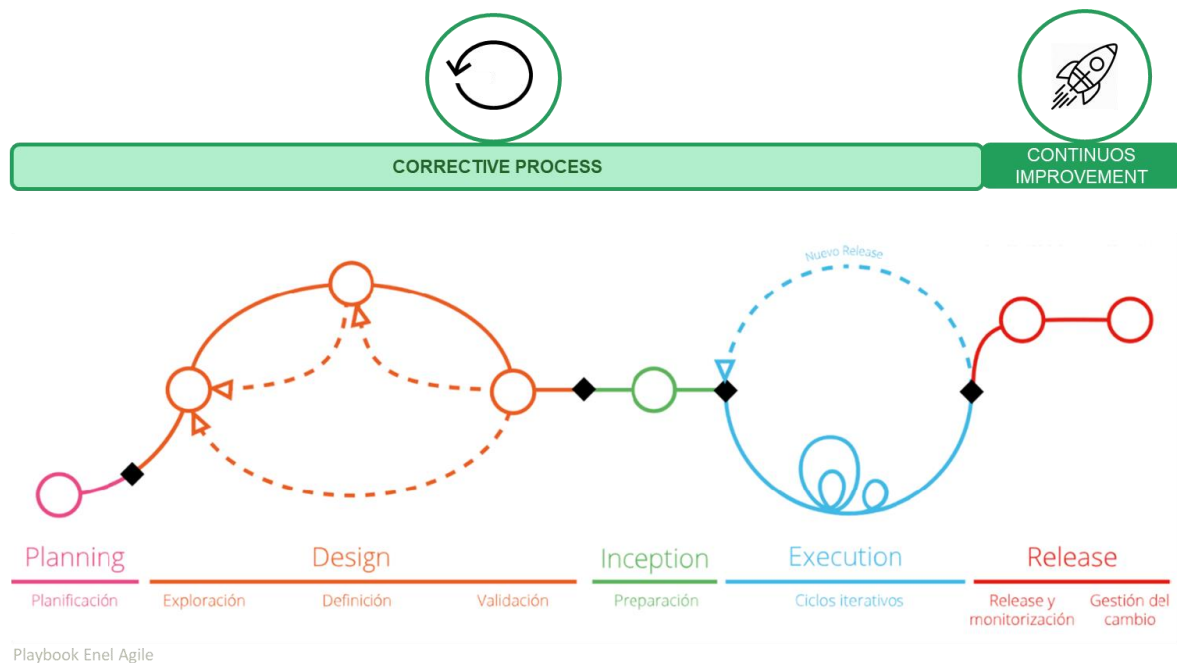 CORRECTIVE PROCESS
CONTINUOS
IMPROVEMENT
Nuevo Release
Planning
Design
Inception
Execution
Release
Planificación
Exploración
Definición
Validación
Preparación
Ciclos iterativos
Release y
monitorización
Gestión del
cambio
Playbook Enel Agile